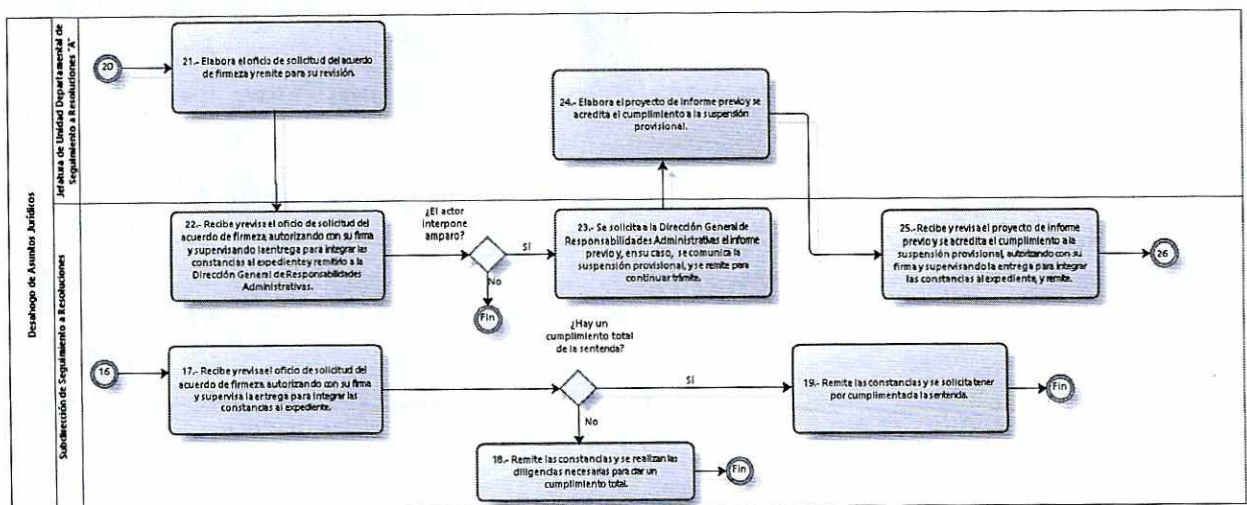 Desahogo de Asuntos Jurídicos
Jefatura de Unidad Departamental de
Seguimiento a Resoluciones "A"
20
21.- Elabora el oficio de solicitud del acuerdo
de firmeza y remite para su revisión.
24.- Elabora el proyecto de informe previo y se
acredita el cumplimiento a la suspensión
provisional.
Subdirección de Seguimiento a Resoluciones
22.- Recibe y revisa el oficio de solicitud del
acuerdo de firmeza, autorizando con su firma
y supervisando la entrega para integrar las
constancias al expediente y remitirlo a la
Dirección General de Responsabilidades
Administrativas.
¿El actor
interpone
amparo?
Sí
No
Fin
23.- Se solicita a la Dirección General de
Responsabilidades Administrativas el informe
previo y, en su caso, se comunica la
suspensión provisional, y se remite para
continuar trámite.
25.- Recibe y revisa el proyecto de informe
previo y se acredita el cumplimiento a la
suspensión provisional, autorizando con su
firma y supervisando la entrega para integrar
las constancias al expediente, y remite.
26
16
17.- Recibe y revisa el oficio de solicitud del
acuerdo de firmeza, autorizando con su firma
y supervisa la entrega para integrar las
constancias al expediente.
¿Hay un
cumplimiento total
de la sentencia?
Sí
No
19.- Remite las constancias y se solicita tener
por cumplimentada la sentencia.
Fin
18.- Remite las constancias y se realizan las
diligencias necesarias para dar un
cumplimiento total.
Fin